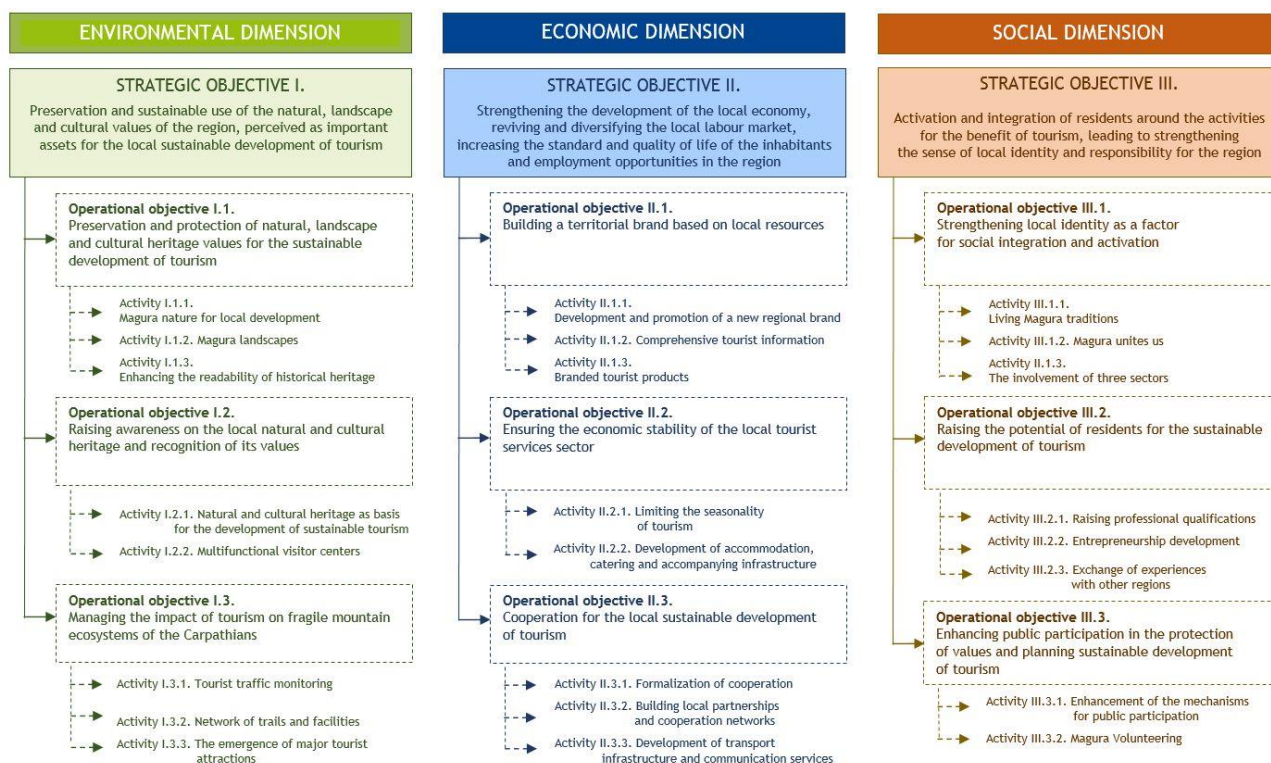 ENVIRONMENTAL DIMENSION
STRATEGIC OBJECTIVE I.
Preservation and sustainable use of the natural, landscape
and cultural values of the region, perceived as important
assets for the local sustainable development of tourism
Operational objective I.1.
Preservation and protection of natural, landscape
and cultural heritage values for the sustainable
development of tourism
Activity I.1.1.
Magura nature for local development
Activity I.1.2. Magura landscapes
Activity I.1.3.
Enhancing the readability of historical heritage
Operational objective I.2.
Raising awareness on the local natural and cultural
heritage and recognition of its values
Activity I.2.1. Natural and cultural heritage as basis
for the development of sustainable tourism
Activity I.2.2. Multifunctional visitor centers
Operational objective I.3.
Managing the impact of tourism on fragile mountain
ecosystems of the Carpathians
Activity I.3.1. Tourist traffic monitoring
Activity I.3.2. Network of trails and facilities
Activity I.3.3. The emergence of major tourist
attractions
ECONOMIC DIMENSION
STRATEGIC OBJECTIVE II.
Strengthening the development of the local economy,
reviving and diversifying the local labour market,
increasing the standard and quality of life of the inhabitants
and employment opportunities in the region
Operational objective II.1.
Building a territorial brand based on local resources
Activity II.1.1.
Development and promotion of a new regional brand
Activity II.1.2. Comprehensive tourist information
Activity II.1.3.
Branded tourist products
Operational objective II.2.
Ensuring the economic stability of the local tourist
services sector
Activity II.2.1. Limiting the seasonality
of tourism
Activity II.2.2. Development of accommodation,
catering and accompanying infrastructure
Operational objective II.3.
Cooperation for the local sustainable development
of tourism
Activity II.3.1. Formalization of cooperation
Activity II.3.2. Building local partnerships
and cooperation networks
Activity II.3.3. Development of transport
infrastructure and communication services
SOCIAL DIMENSION
STRATEGIC OBJECTIVE III.
Activation and integration of residents around the activities
for the benefit of tourism, leading to strengthening
the sense of local identity and responsibility for the region
Operational objective III.1.
Strengthening local identity as a factor
for social integration and activation
Activity III.1.1.
Living Magura traditions
Activity III.1.2. Magura unites us
Activity II.1.3.
The involvement of three sectors
Operational objective III.2.
Raising the potential of residents for the sustainable
development of tourism
Activity III.2.1. Raising professional qualifications
Activity III.2.2. Entrepreneurship development
Activity III.2.3. Exchange of experiences
with other regions
Operational objective III.3.
Enhancing public participation in the protection
of values and planning sustainable development
of tourism
Activity III.3.1. Enhancement of the mechanisms
for public participation
Activity III.3.2. Magura Volunteering